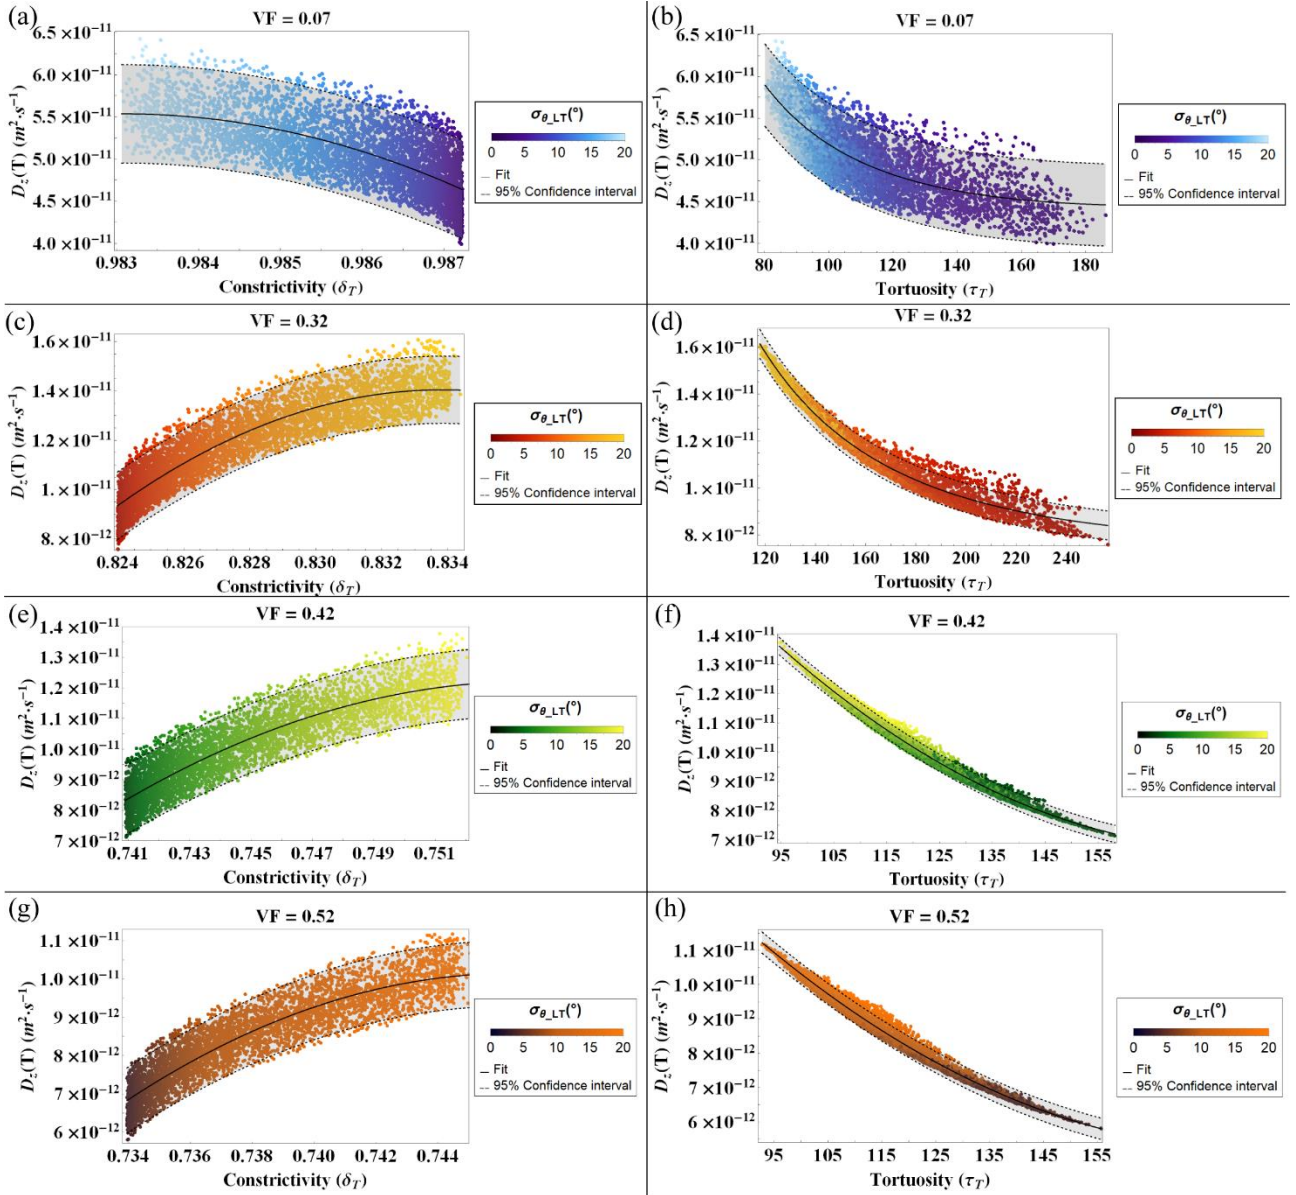 (a)
VF = 0.07
D_z(T) (m²·s⁻¹)
6.5 ×10⁻¹¹
6.0 ×10⁻¹¹
5.5 ×10⁻¹¹
5.0 ×10⁻¹¹
4.5 ×10⁻¹¹
4.0 ×10⁻¹¹
0.983 0.984 0.985 0.986 0.987
Constrictivity (δ_T)
σ_θ_LT(°)
0 5 10 15 20
Fit
95% Confidence interval
(b)
VF = 0.07
D_z(T) (m²·s⁻¹)
6.5 ×10⁻¹¹
6.0 ×10⁻¹¹
5.5 ×10⁻¹¹
5.0 ×10⁻¹¹
4.5 ×10⁻¹¹
4.0 ×10⁻¹¹
80 100 120 140 160 180
Tortuosity (τ_T)
σ_θ_LT(°)
0 5 10 15 20
Fit
95% Confidence interval
(c)
VF = 0.32
D_z(T) (m²·s⁻¹)
1.6 ×10⁻¹¹
1.4 ×10⁻¹¹
1.2 ×10⁻¹¹
1. ×10⁻¹¹
8. ×10⁻¹²
0.824 0.826 0.828 0.830 0.832 0.834
Constrictivity (δ_T)
σ_θ_LT(°)
0 5 10 15 20
Fit
95% Confidence interval
(d)
VF = 0.32
D_z(T) (m²·s⁻¹)
1.6 ×10⁻¹¹
1.4 ×10⁻¹¹
1.2 ×10⁻¹¹
1. ×10⁻¹¹
8. ×10⁻¹²
120 140 160 180 200 220 240
Tortuosity (τ_T)
σ_θ_LT(°)
0 5 10 15 20
Fit
95% Confidence interval
(e)
VF = 0.42
D_z(T) (m²·s⁻¹)
1.4 ×10⁻¹¹
1.3 ×10⁻¹¹
1.2 ×10⁻¹¹
1.1 ×10⁻¹¹
1.0 ×10⁻¹¹
9 ×10⁻¹²
8 ×10⁻¹²
7 ×10⁻¹²
0.741 0.743 0.745 0.747 0.749 0.751
Constrictivity (δ_T)
σ_θ_LT(°)
0 5 10 15 20
Fit
95% Confidence interval
(f)
VF = 0.42
D_z(T) (m²·s⁻¹)
1.4 ×10⁻¹¹
1.3 ×10⁻¹¹
1.2 ×10⁻¹¹
1.1 ×10⁻¹¹
1.0 ×10⁻¹¹
9 ×10⁻¹²
8 ×10⁻¹²
7 ×10⁻¹²
95 105 115 125 135 145 155
Tortuosity (τ_T)
σ_θ_LT(°)
0 5 10 15 20
Fit
95% Confidence interval
(g)
VF = 0.52
D_z(T) (m²·s⁻¹)
1.1 ×10⁻¹¹
1.0 ×10⁻¹¹
9 ×10⁻¹²
8 ×10⁻¹²
7 ×10⁻¹²
6 ×10⁻¹²
0.734 0.736 0.738 0.740 0.742 0.744
Constrictivity (δ_T)
σ_θ_LT(°)
0 5 10 15 20
Fit
95% Confidence interval
(h)
VF = 0.52
D_z(T) (m²·s⁻¹)
1.1 ×10⁻¹¹
1.0 ×10⁻¹¹
9 ×10⁻¹²
8 ×10⁻¹²
7 ×10⁻¹²
6 ×10⁻¹²
95 105 115 125 135 145 155
Tortuosity (τ_T)
σ_θ_LT(°)
0 5 10 15 20
Fit
95% Confidence interval